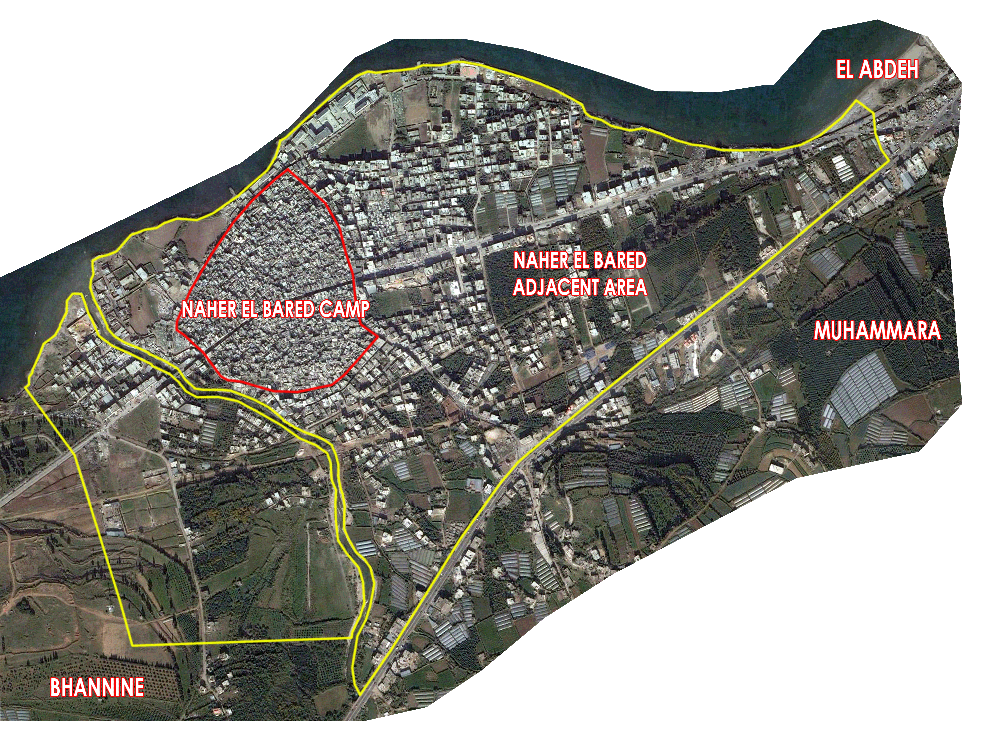 EL ABDEH
NAHER EL BARED
ADJACENT AREA
NAHER EL BARED CAMP
MUHAMMARA
BHANNINE